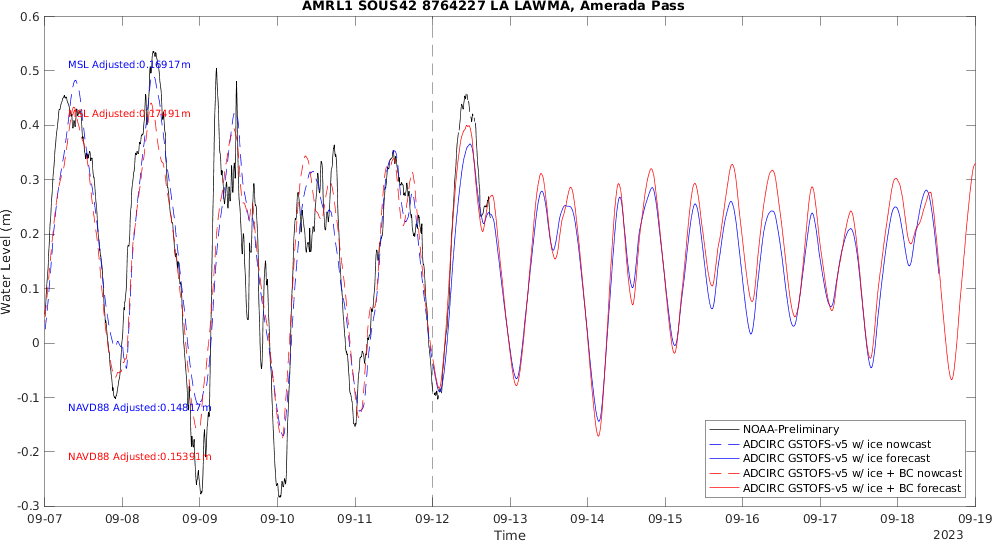 AMRL1 SOUS42 8764227 LA LAWMA, Amerada Pass
0.6
0.5
0.4
0.3
0.2
0.1
0
-0.1
-0.2
-0.3
Water Level (m)
MSL Adjusted:0.16917m
MSL Adjusted:0.17491m
NAVD88 Adjusted:0.14817m
NAVD88 Adjusted:0.15391m
NOAA-Preliminary
ADCIRC GSTOFS-v5 w/ ice nowcast
ADCIRC GSTOFS-v5 w/ ice forecast
ADCIRC GSTOFS-v5 w/ ice + BC nowcast
ADCIRC GSTOFS-v5 w/ ice + BC forecast
09-07 09-08 09-09 09-10 09-11 09-12 09-13 09-14 09-15 09-16 09-17 09-18 09-19
Time
2023